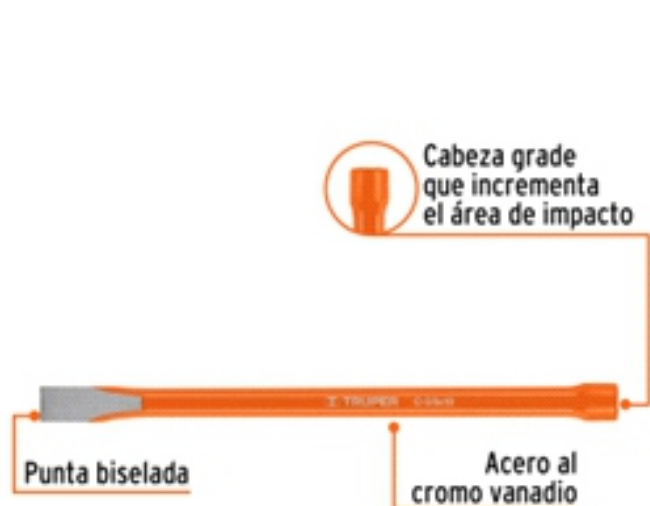 Cabeza grade
que incrementa
el área de impacto
TRUPER
Punta biselada
Acero al
cromo vanadio